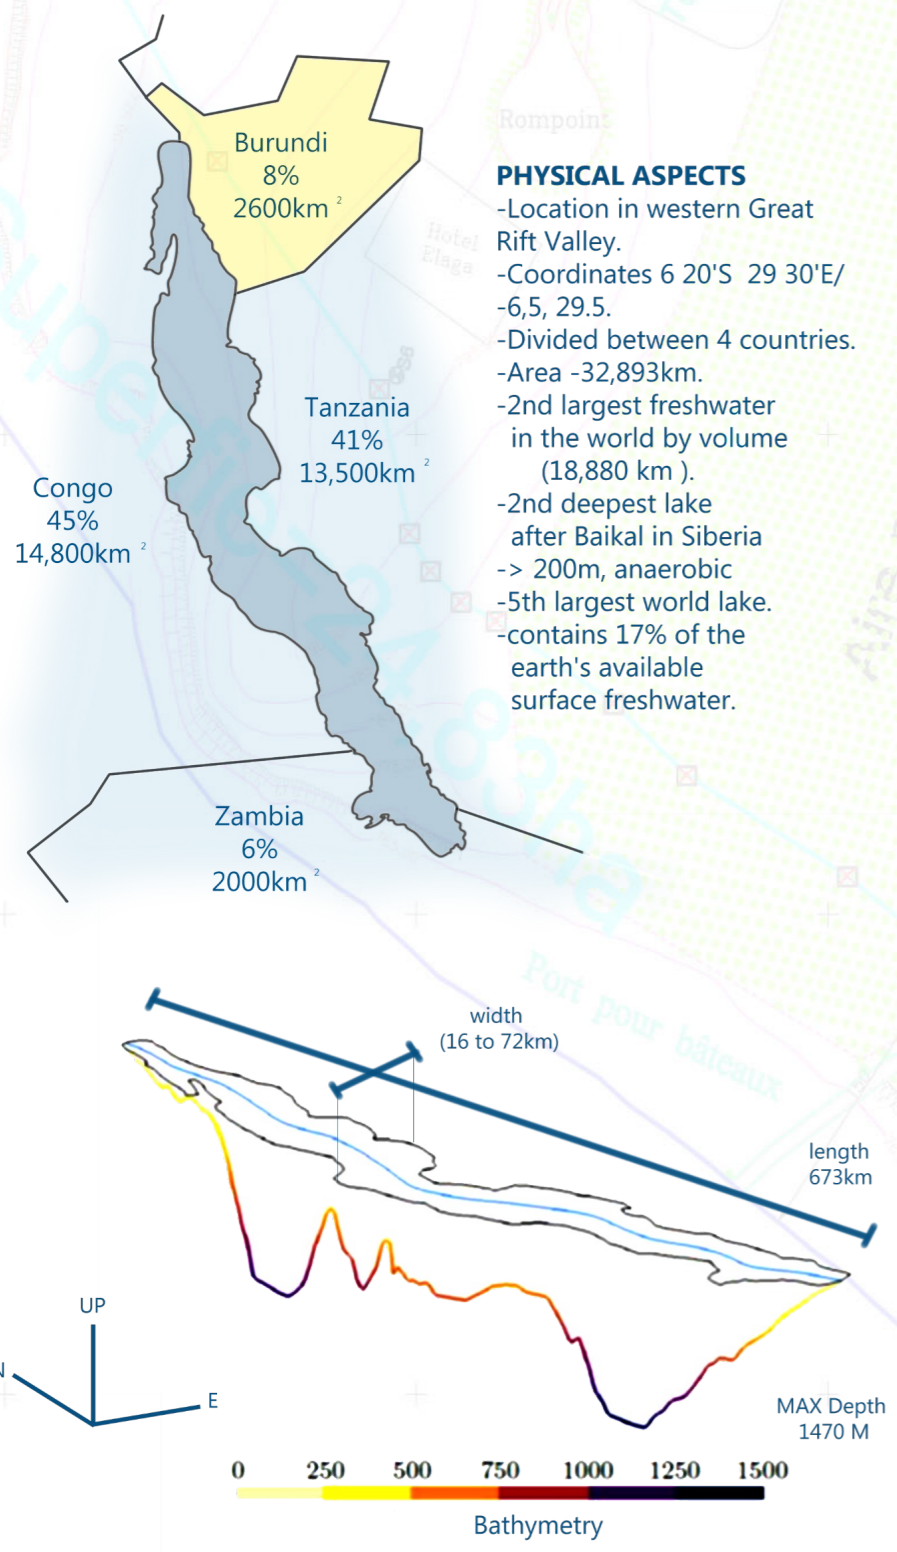 Rompoint
Burundi
8%
2600km ²
PHYSICAL ASPECTS
-Location in western Great
Rift Valley.
-Coordinates 6 20'S 29 30'E/
-6,5, 29.5.
-Divided between 4 countries.
-Area -32,893km.
-2nd largest freshwater
in the world by volume
(18,880 km ).
-2nd deepest lake
after Baikal in Siberia
-> 200m, anaerobic
-5th largest world lake.
-contains 17% of the
earth's available
surface freshwater.
Hotel
Elaga
Tanzania
41%
13,500km ²
Congo
45%
14,800km ²
Zambia
6%
2000km ²
Port pour bâteaux
width
(16 to 72km)
length
673km
UP
N
E
MAX Depth
1470 M
0 250 500 750 1000 1250 1500
Bathymetry